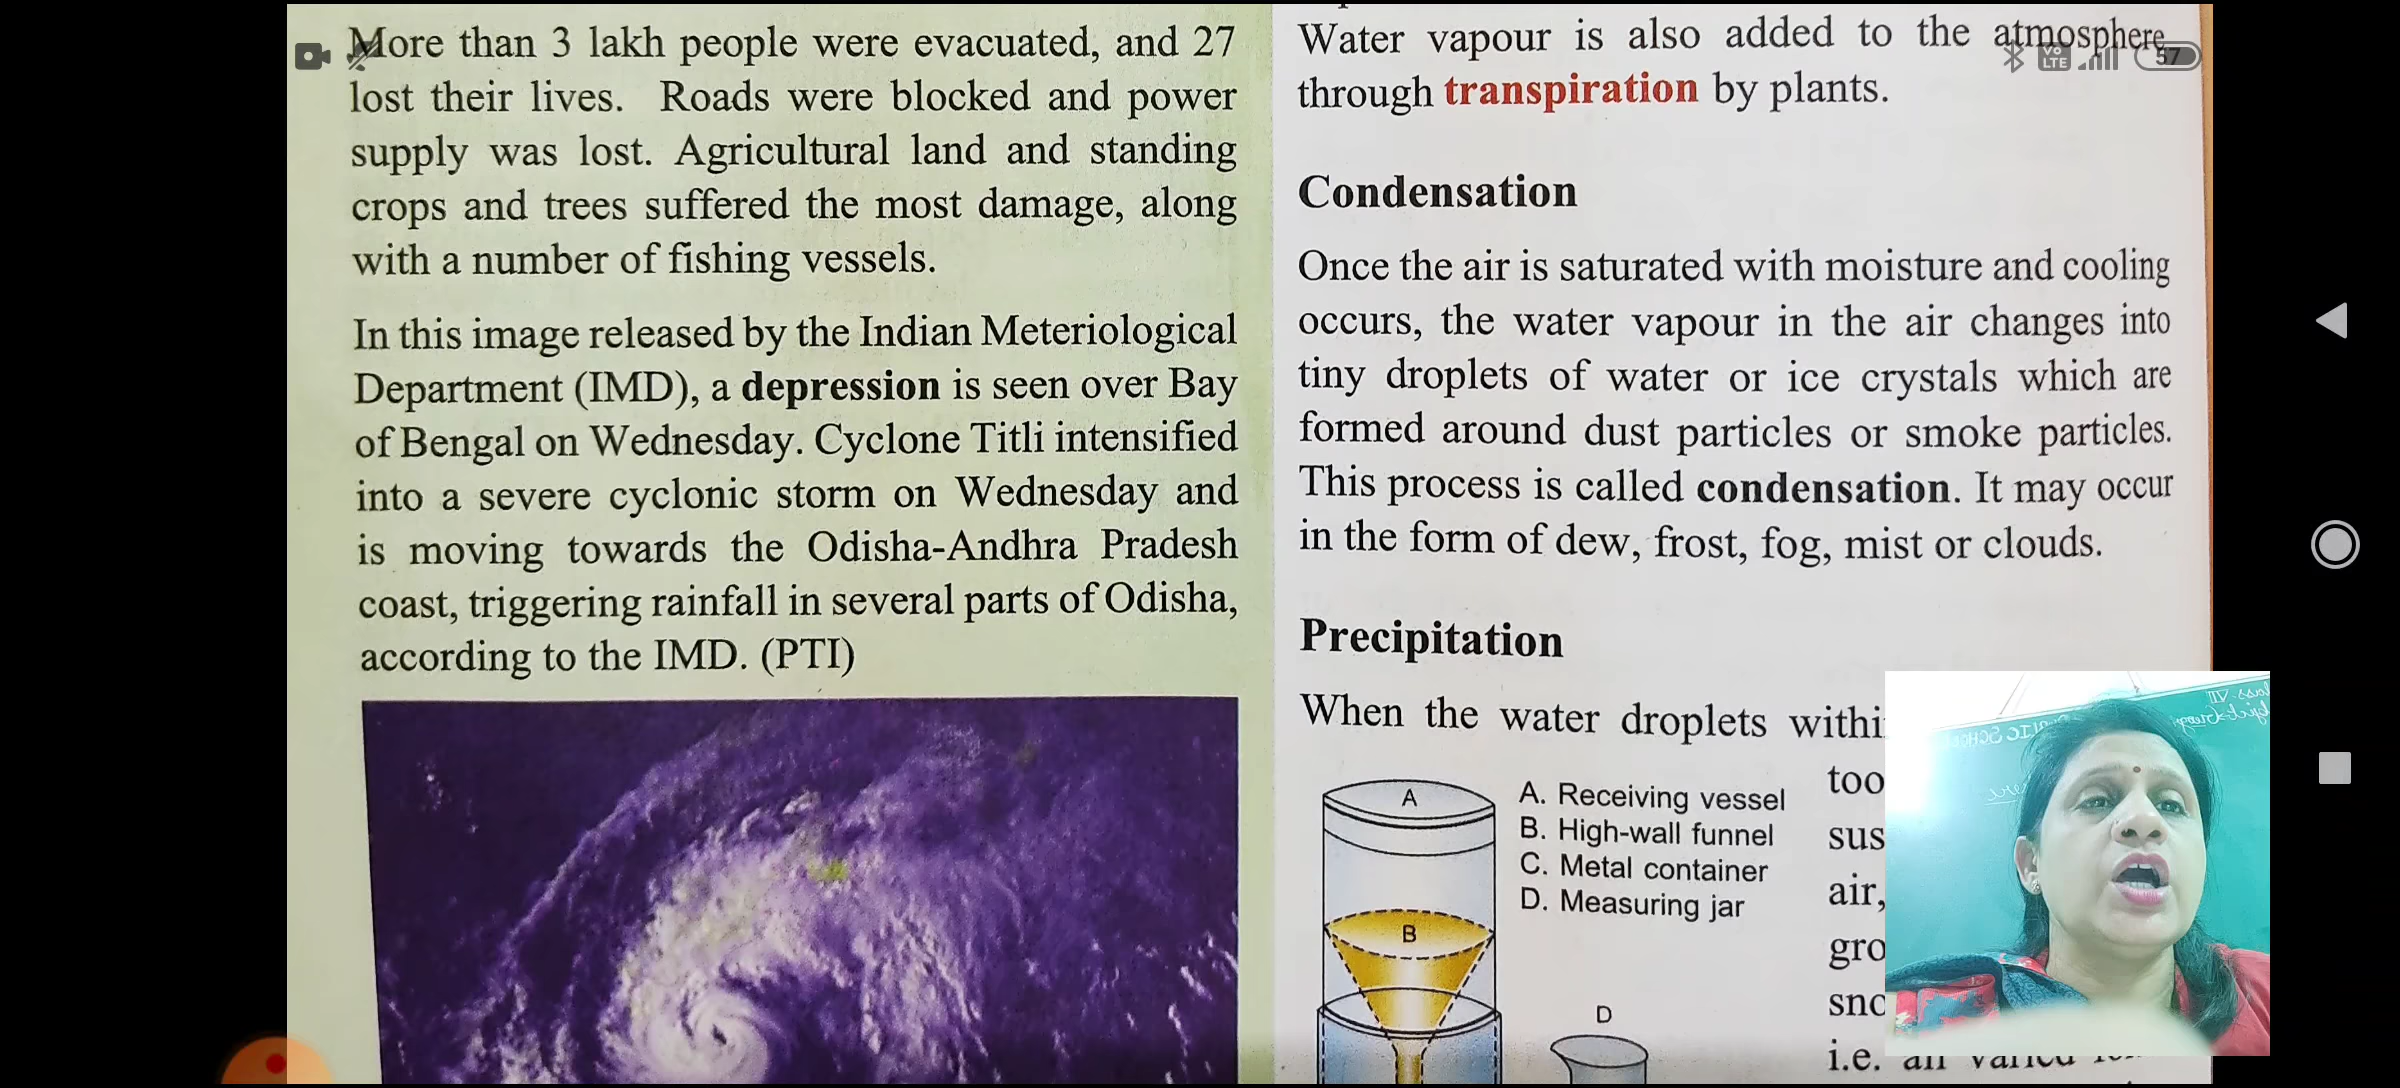 More than 3 lakh people were evacuated, and 27
lost their lives. Roads were blocked and power
supply was lost. Agricultural land and standing
crops and trees suffered the most damage, along
with a number of fishing vessels.
In this image released by the Indian Meteriological
Department (IMD), a depression is seen over Bay
of Bengal on Wednesday. Cyclone Titli intensified
into a severe cyclonic storm on Wednesday and
is moving towards the Odisha-Andhra Pradesh
coast, triggering rainfall in several parts of Odisha,
according to the IMD. (PTI)
Water vapour is also added to the atmosphere
through transpiration by plants.
Condensation
Once the air is saturated with moisture and cooling
occurs, the water vapour in the air changes into
tiny droplets of water or ice crystals which are
formed around dust particles or smoke particles.
This process is called condensation. It may occur
in the form of dew, frost, fog, mist or clouds.
Precipitation
When the water droplets withi
too
sus
air,
gro
sno
i.e. all varied
A
B
D
A. Receiving vessel
B. High-wall funnel
C. Metal container
D. Measuring jar
Vo
LTE
57